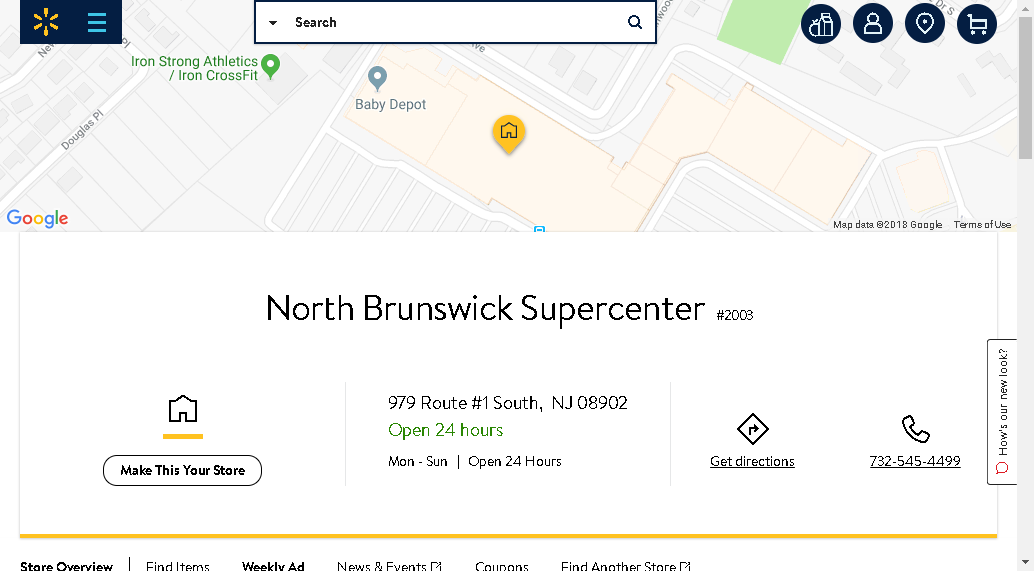 Search
Dr S
Iron Strong Athletics
/ Iron CrossFit
Baby Depot
Douglas Pl
Google
Map data ©2018 Google Terms of Use
North Brunswick Supercenter #2003
How's our new look?
979 Route #1 South, NJ 08902
Open 24 hours
Mon - Sun | Open 24 Hours
Make This Your Store
Get directions
732-545-4499
Store Overview | Find Items Weekly Ad News & Events Coupons Find Another Store